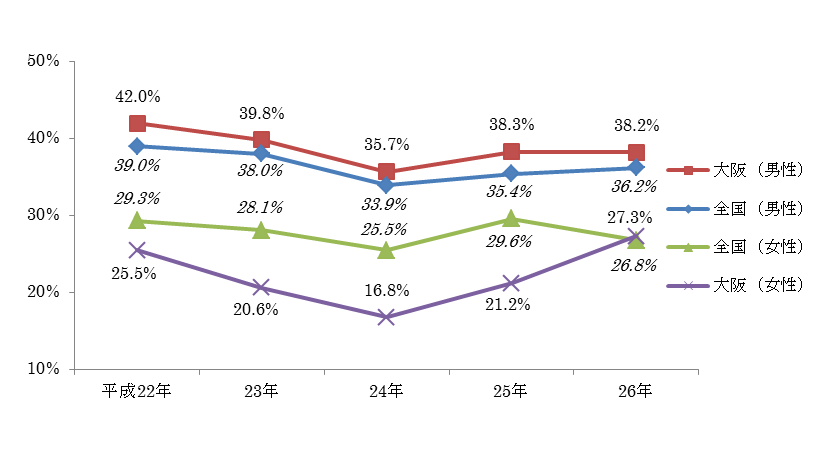 50%
42.0%
39.8%
35.7%
38.3%
38.2%
40%
39.0%
38.0%
33.9%
35.4%
36.2%
大阪（男性）
全国（男性）
30%
29.3%
28.1%
25.5%
29.6%
27.3%
26.8%
全国（女性）
大阪（女性）
20%
25.5%
20.6%
16.8%
21.2%
10%
平成22年
23年
24年
25年
26年